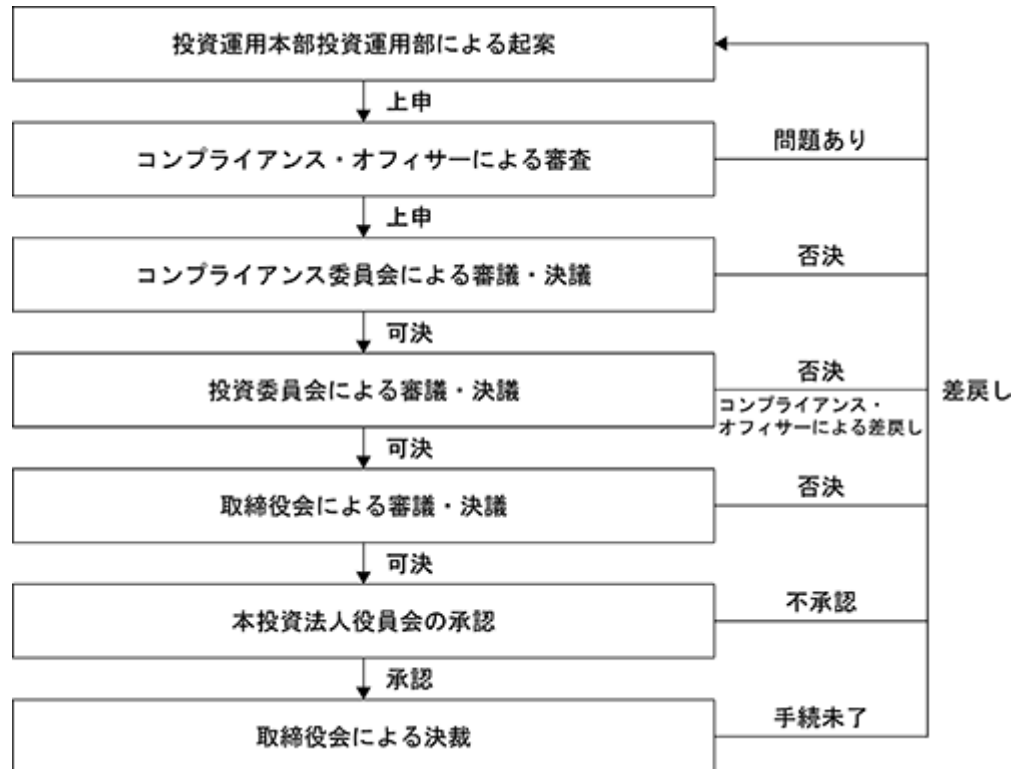 投資運用本部投資運用部による起案
上申
コンプライアンス・オフィサーによる審査
問題あり
上申
コンプライアンス委員会による審議・決議
否決
可決
投資委員会による審議・決議
否決
コンプライアンス・
オフィサーによる差戻し
差戻し
可決
取締役会による審議・決議
否決
可決
本投資法人役員会の承認
不承認
承認
取締役会による決裁
手続未了